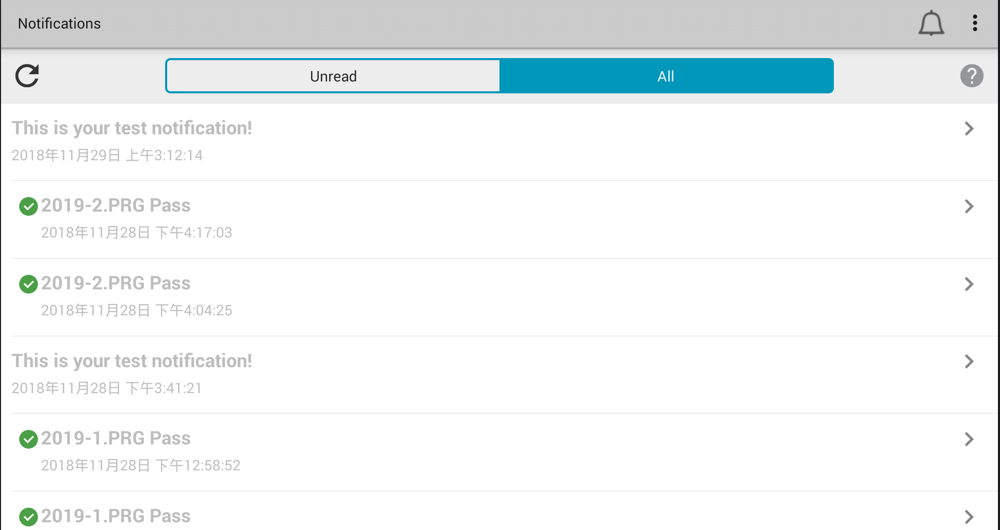 Notifications
Unread
All
This is your test notification!
2018年11月29日 上午3:12:14
2019-2.PRG Pass
2018年11月28日 下午4:17:03
2019-2.PRG Pass
2018年11月28日 下午4:04:25
This is your test notification!
2018年11月28日 下午3:41:21
2019-1.PRG Pass
2018年11月28日 下午12:58:52
2019-1.PRG Pass